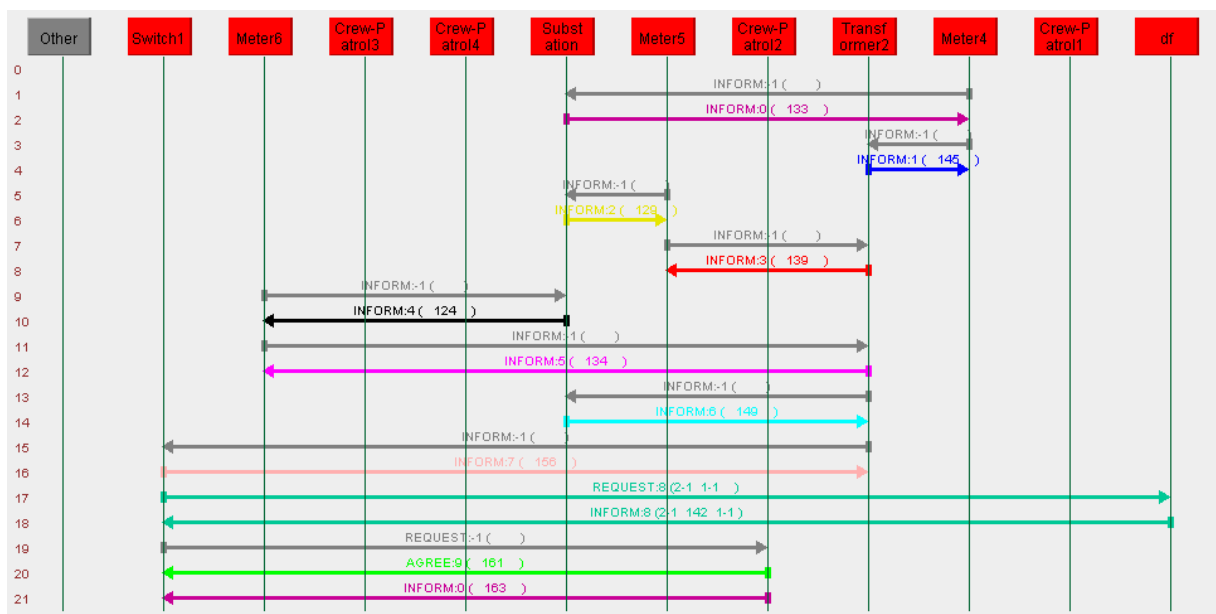 Other
Switch1
Meter6
Crew-P
atrol3
Crew-P
atrol4
Subst
ation
Meter5
Crew-P
atrol2
Transf
ormer2
Meter4
Crew-P
atrol1
df
0
1
INFORM:-1 ( )
2
INFORM:0 ( 133 )
3
INFORM:-1 ( )
4
INFORM:1 ( 145 )
5
INFORM:-1 ( )
6
INFORM:2 ( 129 )
7
INFORM:-1 ( )
8
INFORM:3 ( 139 )
9
INFORM:-1 ( )
10
INFORM:4 ( 124 )
11
INFORM:-1 ( )
12
INFORM:5 ( 134 )
13
INFORM:-1 ( )
14
INFORM:6 ( 149 )
15
INFORM:-1 ( )
16
INFORM:7 ( 156 )
17
REQUEST:8 (2-1 1-1 )
18
INFORM:8 (2-1 142 1-1 )
19
REQUEST:-1 ( )
20
AGREE:9 ( 161 )
21
INFORM:0 ( 163 )